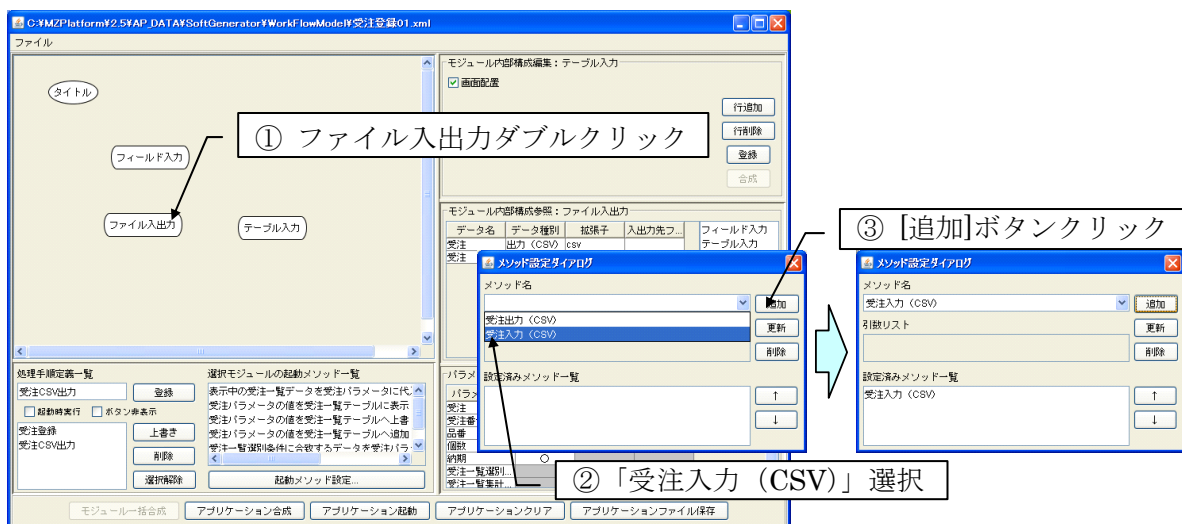 C:¥MZPlatform¥2.5¥AP_DATA¥SoftGenerator¥WorkFlowModel¥受注登録01.xml
ファイル
タイトル
フィールド入力
ファイル入出力
テーブル入力
① ファイル入出力ダブルクリック
モジュール内部構成編集：テーブル入力
画面配置
行追加
行削除
登録
合成
モジュール内部構成参照：ファイル入出力
データ名 データ種別 拡張子 入出力先フ...
受注 出力（CSV） csv
受注
フィールド入力
テーブル入力
③ [追加]ボタンクリック
メソッド設定ダイアログ
メソッド名
追加
受注出力（CSV）
受注入力（CSV）
更新
削除
設定済みメソッド一覧
↑
↓
メソッド設定ダイアログ
メソッド名
受注入力（CSV）
追加
引数リスト
更新
削除
設定済みメソッド一覧
受注入力（CSV）
↑
↓
②「受注入力（CSV）」選択
処理手順定義一覧
受注CSV出力
登録
起動時実行 ボタン非表示
受注登録
受注CSV出力
上書き
削除
選択解除
選択モジュールの起動メソッド一覧
表示中の受注一覧データを受注パラメータに代
受注パラメータの値を受注一覧テーブルに表示
受注パラメータの値を受注一覧テーブルへ上書
受注パラメータの値を受注一覧テーブルへ追加
受注一覧選別条件に合致するデータを受注パラ
起動メソッド設定...
パラメ
パラメ
受注
受注番
品番
個数
納期 ○
受注一覧選別...
受注一覧集計...
モジュール一括合成 アプリケーション合成 アプリケーション起動 アプリケーションクリア アプリケーションファイル保存